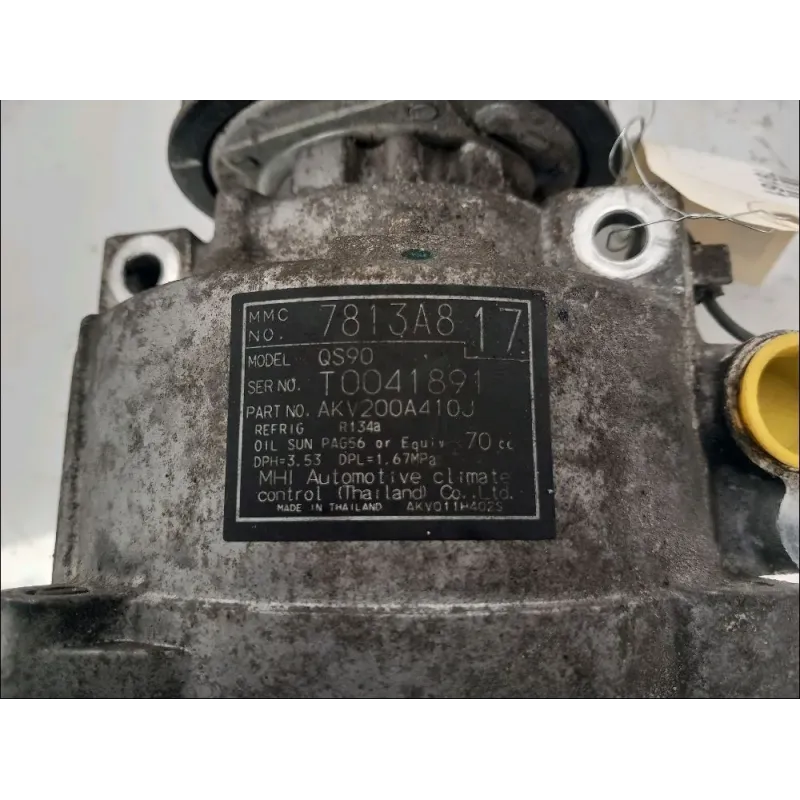 MMC NO. 7813A8 17
MODEL QS90
SER NO. T0041891
PART NO. AKV200A410J
REFRIG R134a
OIL SUN PAG56 or Equiv 70 cc
DPH=3.53 DPL=1.67MPa
MHI Automotive climate
control (Thailand) Co.,Ltd.
MADE IN THAILAND AKV011H402S